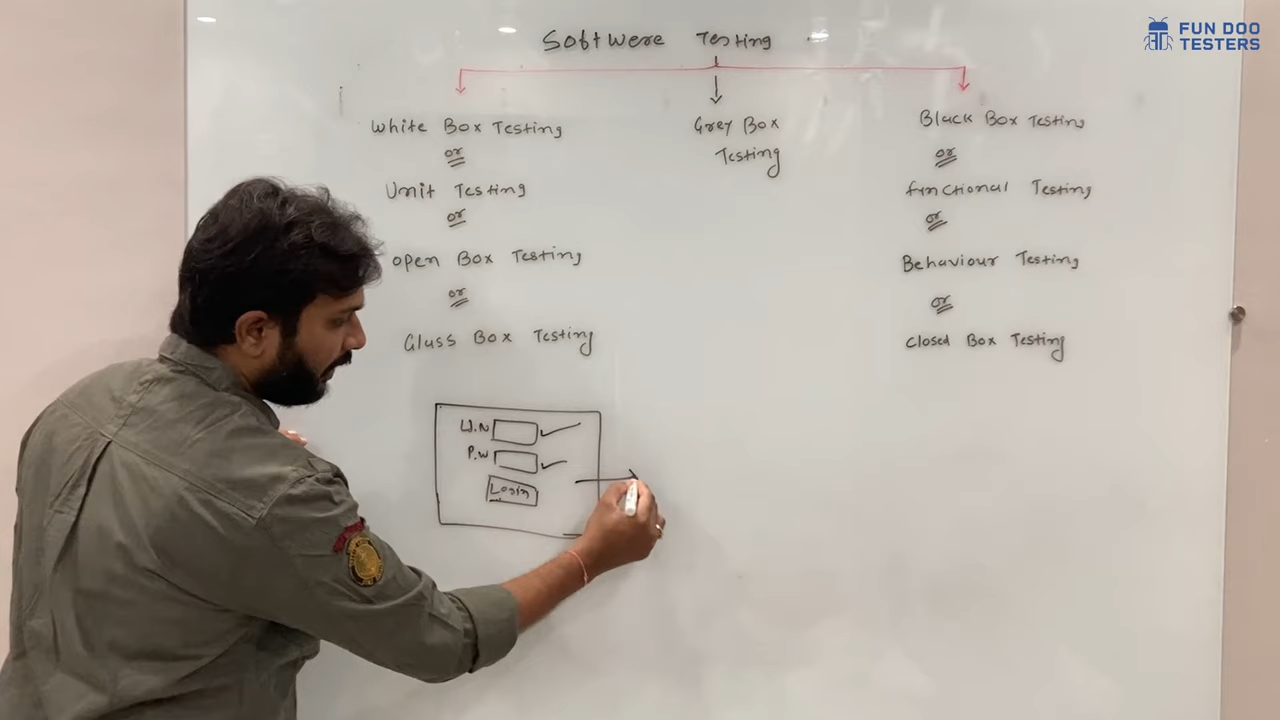 FUN DOO
TESTERS
Softwere Testing
White Box Testing
or
Unit Testing
or
open Box Testing
or
Glass Box Testing
Grey Box
Testing
Black Box Testing
or
functional Testing
or
Behaviour Testing
or
Closed Box Testing
U.N
P.W
Login